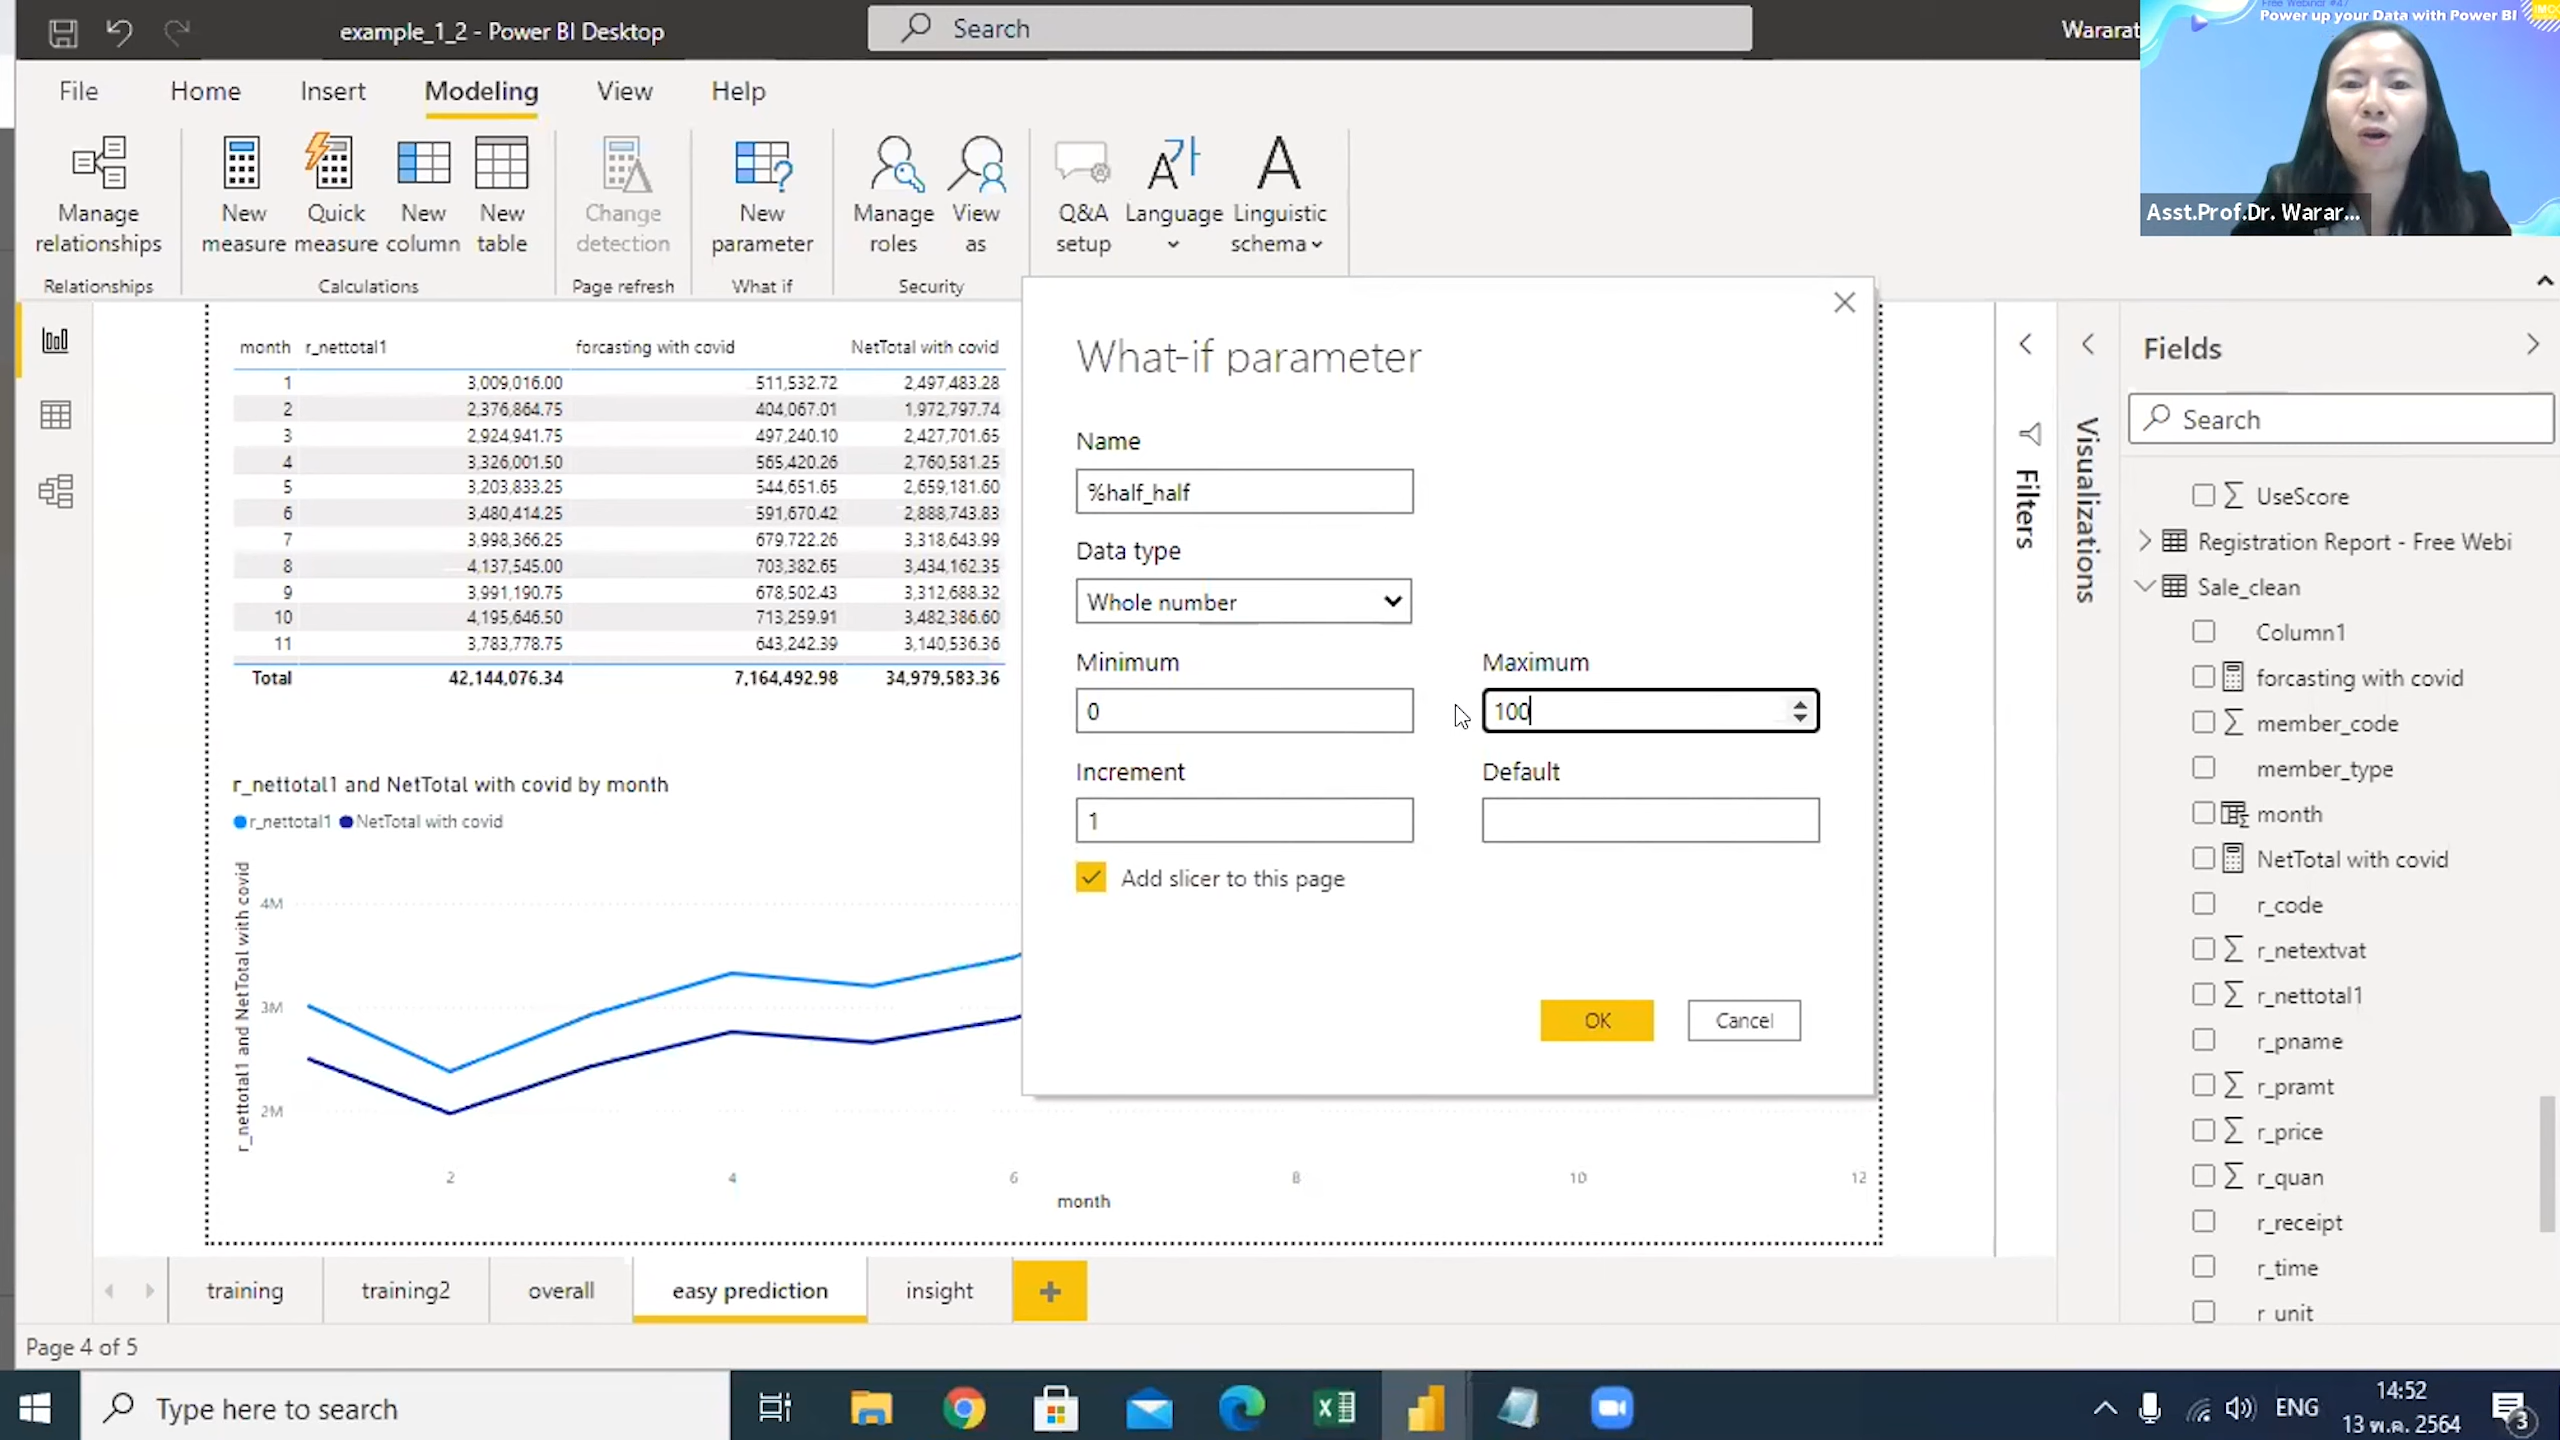 example_1_2 - Power BI Desktop
Search
Wararat
Free Webinar #47
Power up your Data with Power BI
Asst.Prof.Dr. Warar...
File
Home
Insert
Modeling
View
Help
Manage relationships
New measure
Quick measure
New column
New table
Change detection
New parameter
Manage roles
View as
Q&A setup
Language
Linguistic schema
Relationships
Calculations
Page refresh
What if
Security
month r_nettotal1 forcasting with covid NetTotal with covid
1 3,009,016.00 511,532.72 2,497,483.28
2 2,376,864.75 404,067.01 1,972,797.74
3 2,924,941.75 497,240.10 2,427,701.65
4 3,326,001.50 565,420.26 2,760,581.25
5 3,203,833.25 544,651.65 2,659,181.60
6 3,480,414.25 591,670.42 2,888,743.83
7 3,998,366.25 679,722.26 3,318,643.99
8 4,137,545.00 703,382.65 3,434,162.35
9 3,991,190.75 678,502.43 3,312,688.32
10 4,195,646.50 713,259.91 3,482,386.60
11 3,783,778.75 643,242.39 3,140,536.36
Total 42,144,076.34 7,164,492.98 34,979,583.36
r_nettotal1 and NetTotal with covid by month
r_nettotal1 NetTotal with covid
r_nettotal1 and NetTotal with covid
4M
3M
2M
2 4 6 8 10 12
month
What-if parameter
Name
%half_half
Data type
Whole number
Minimum
Maximum
0
100
Increment
Default
1
Add slicer to this page
OK
Cancel
Filters
Visualizations
Fields
Search
UseScore
Registration Report - Free Webi
Sale_clean
Column1
forcasting with covid
member_code
member_type
month
NetTotal with covid
r_code
r_netextvat
r_nettotal1
r_pname
r_pramt
r_price
r_quan
r_receipt
r_time
r_unit
training
training2
overall
easy prediction
insight
+
Page 4 of 5
Type here to search
ENG
14:52
13 พ.ค. 2564
3